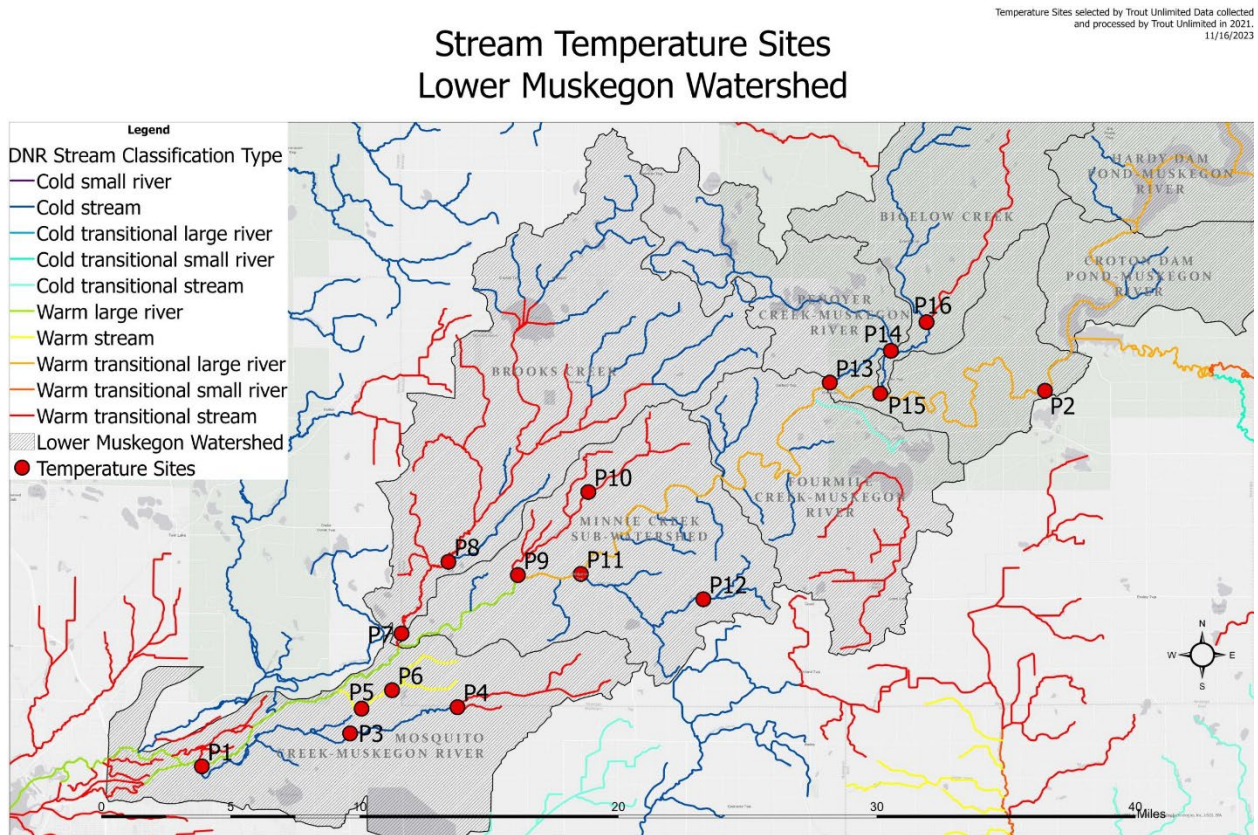 Temperature Sites selected by Trout Unlimited Data collected
and processed by Trout Unlimited in 2021.
11/16/2023
Stream Temperature Sites
Lower Muskegon Watershed
Legend
DNR Stream Classification Type
Cold small river
Cold stream
Cold transitional large river
Cold transitional small river
Cold transitional stream
Warm large river
Warm stream
Warm transitional large river
Warm transitional small river
Warm transitional stream
Lower Muskegon Watershed
Temperature Sites
HARDY DAM
POND-MUSKEGON
RIVER
BIGELOW CREEK
CROTON DAM
POND-MUSKEGON
RIVER
PENOYER
CREEK-MUSKEGON
RIVER
P16
P14
BROOKS CREEK
P13
P15
P2
FOURMILE
CREEK-MUSKEGON
RIVER
P10
MINNIE CREEK
SUB-WATERSHED
P8
P9
P11
P12
P7
P6
P5
P4
P3
MOSQUITO
CREEK-MUSKEGON RIVER
P1
N
W
E
S
0
5
10
20
30
40
Miles